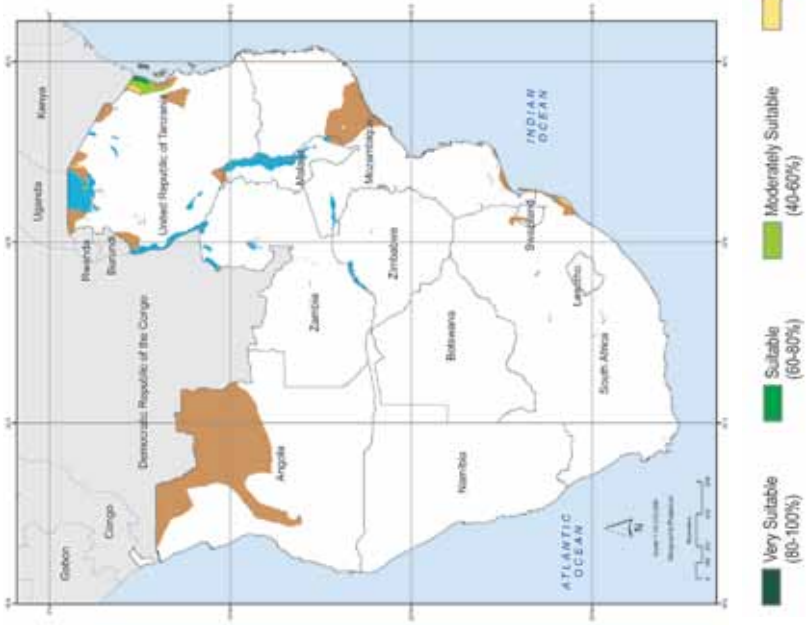 Gabon
Congo
Uganda
Kenya
Rwanda
Burundi
Democratic Republic of the Congo
United Republic of Tanzania
Angola
Zambia
Malawi
Mozambique
Zimbabwe
Namibia
Botswana
Swaziland
Lesotho
South Africa
ATLANTIC
OCEAN
INDIAN
OCEAN
N
Very Suitable
(80-100%)
Suitable
(60-80%)
Moderately Suitable
(40-60%)